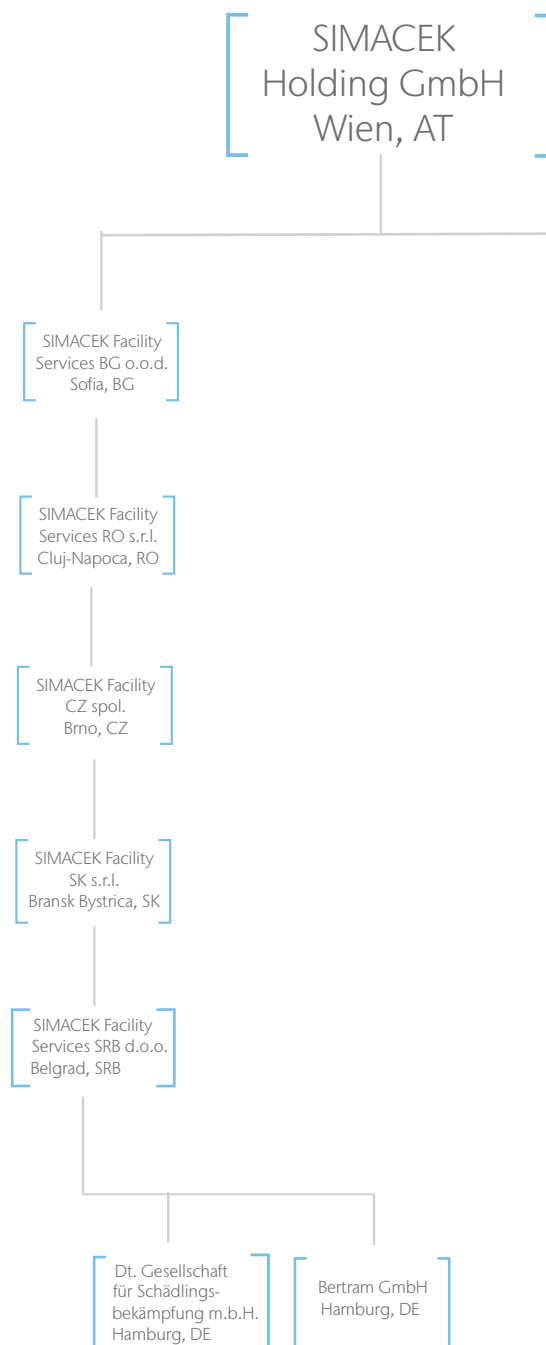 SIMACEK
Holding GmbH
Wien, AT
SIMACEK Facility
Services BG o.o.d.
Sofia, BG
SIMACEK Facility
Services RO s.r.l.
Cluj-Napoca, RO
SIMACEK Facility
CZ spol.
Brno, CZ
SIMACEK Facility
SK s.r.l.
Bransk Bystrica, SK
SIMACEK Facility
Services SRB d.o.o.
Belgrad, SRB
Dt. Gesellschaft
für Schädlings-
bekämpfung m.b.H.
Hamburg, DE
Bertram GmbH
Hamburg, DE